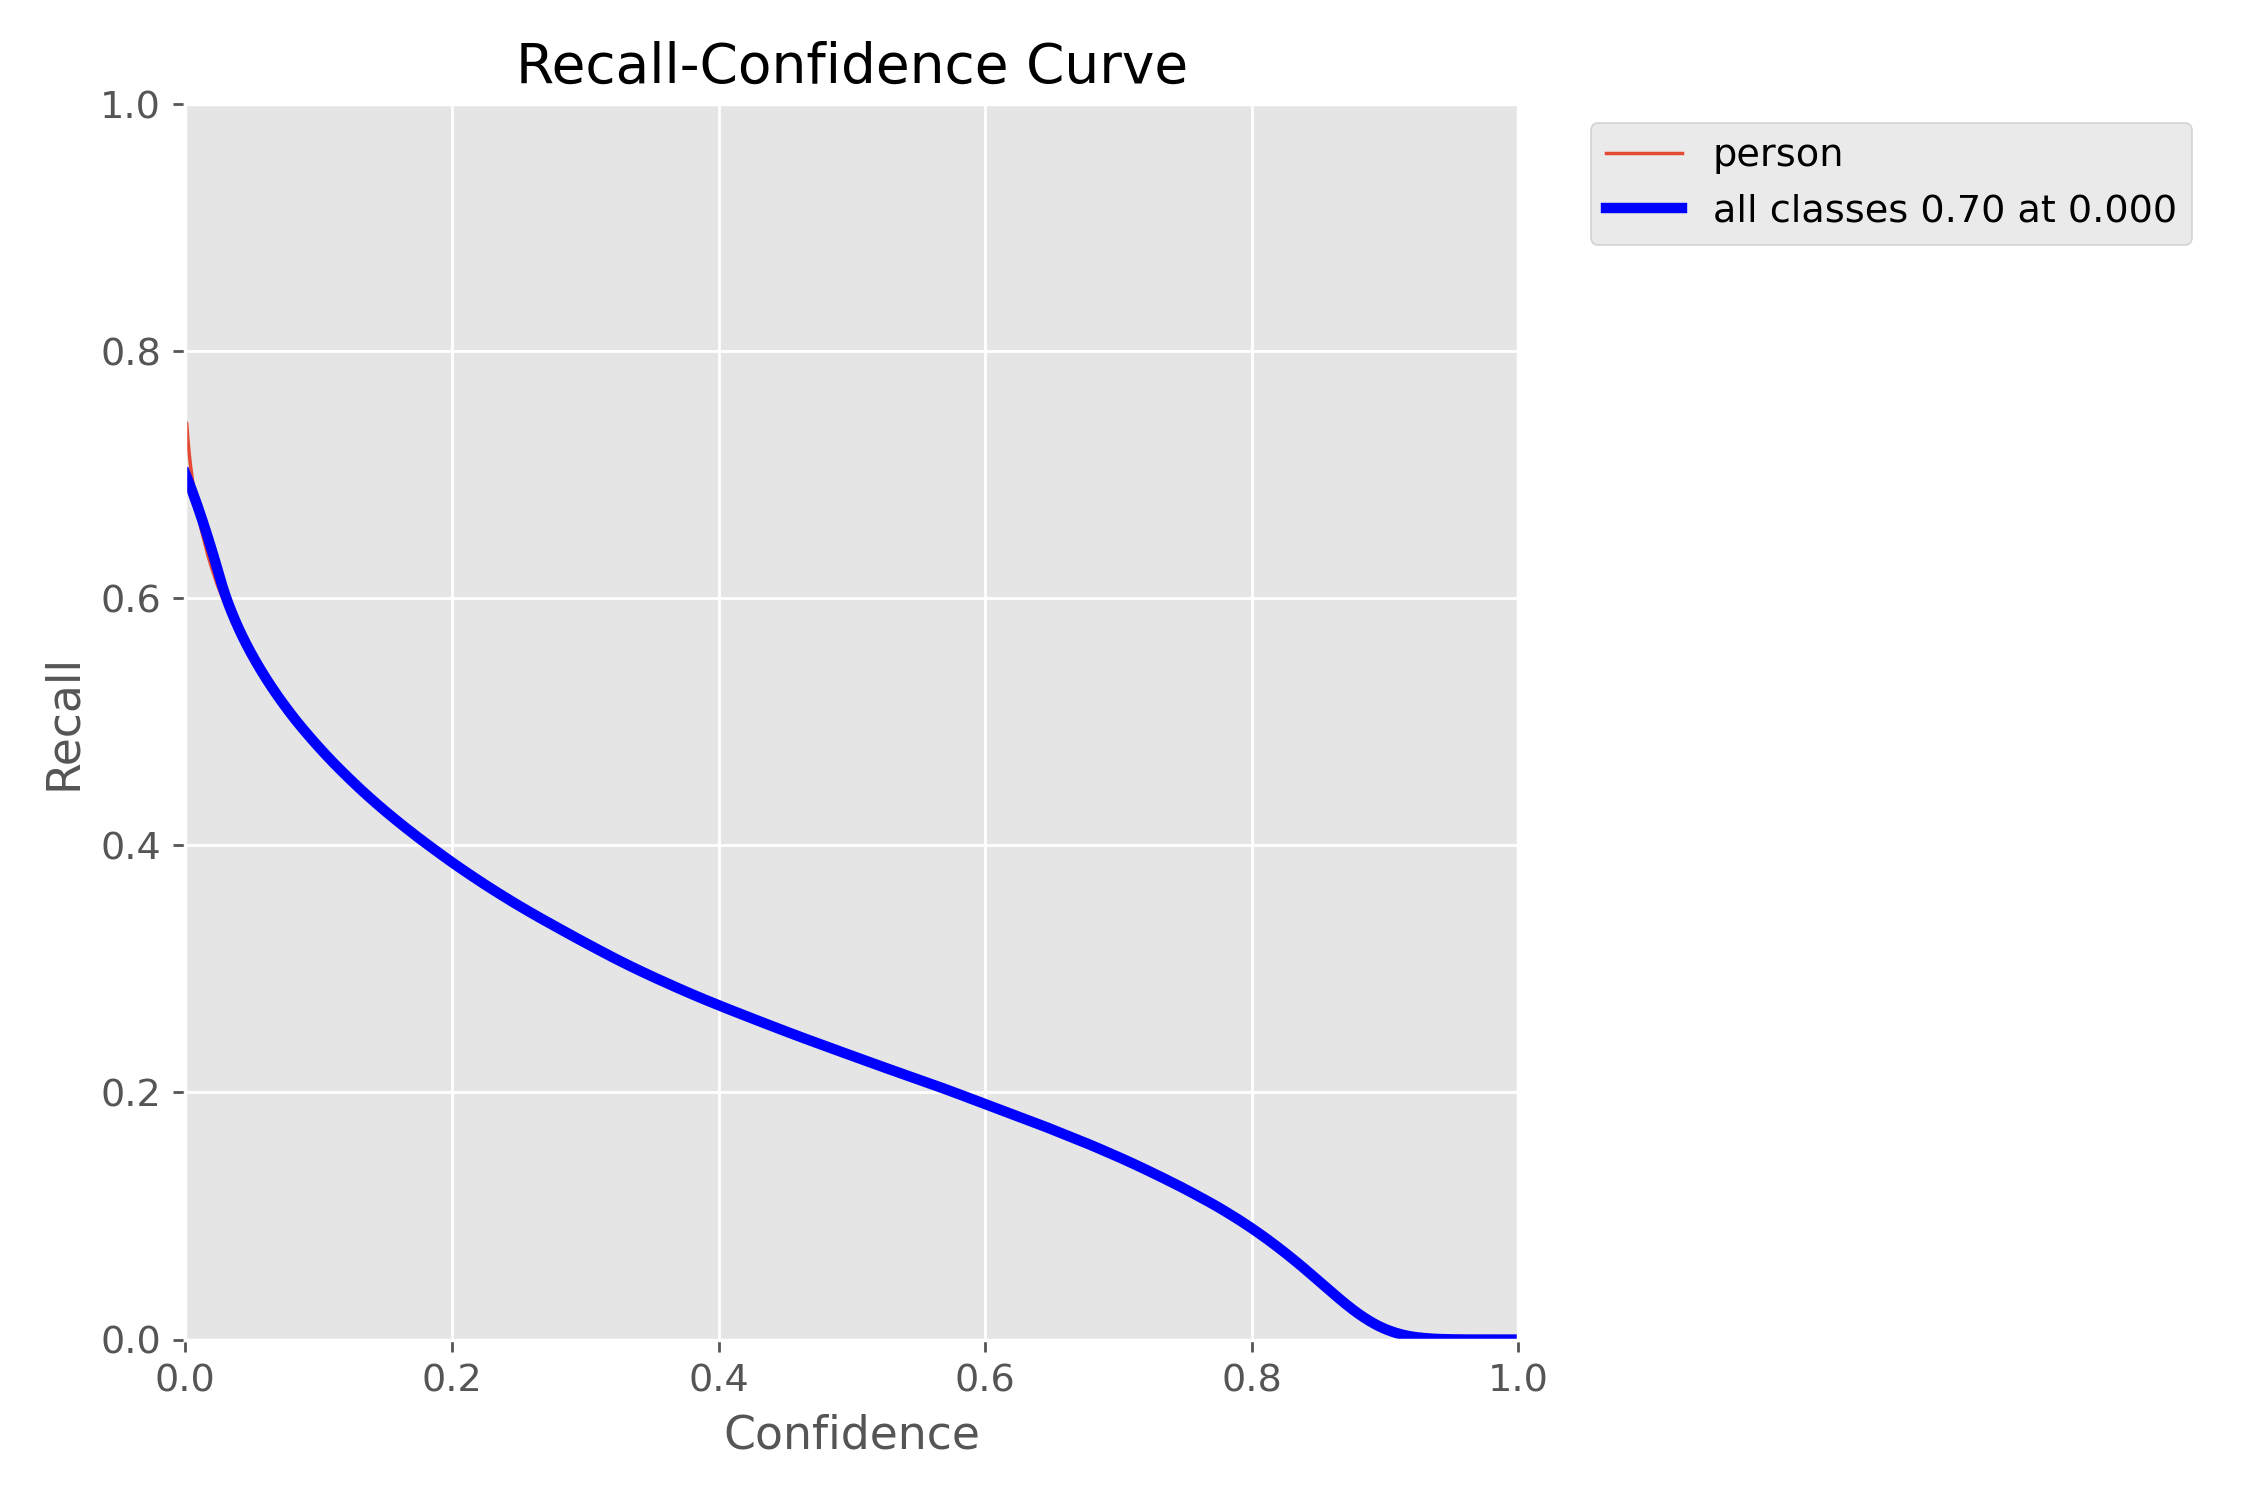 Recall-Confidence Curve
1.0
0.8
0.6
0.4
0.2
0.0
Recall
0.0 0.2 0.4 0.6 0.8 1.0
Confidence
person
all classes 0.70 at 0.000